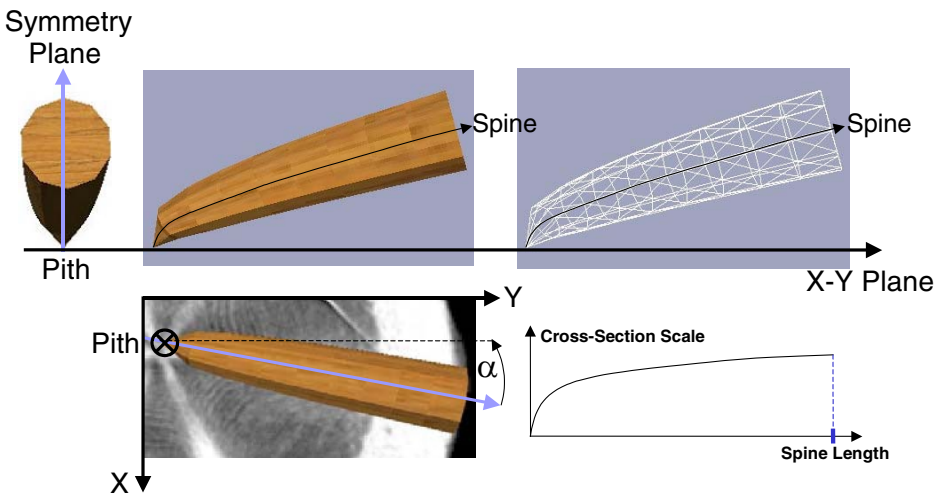 Symmetry
Plane
Spine
Spine
Pith
X-Y Plane
Y
Pith
α
X
Cross-Section Scale
Spine Length